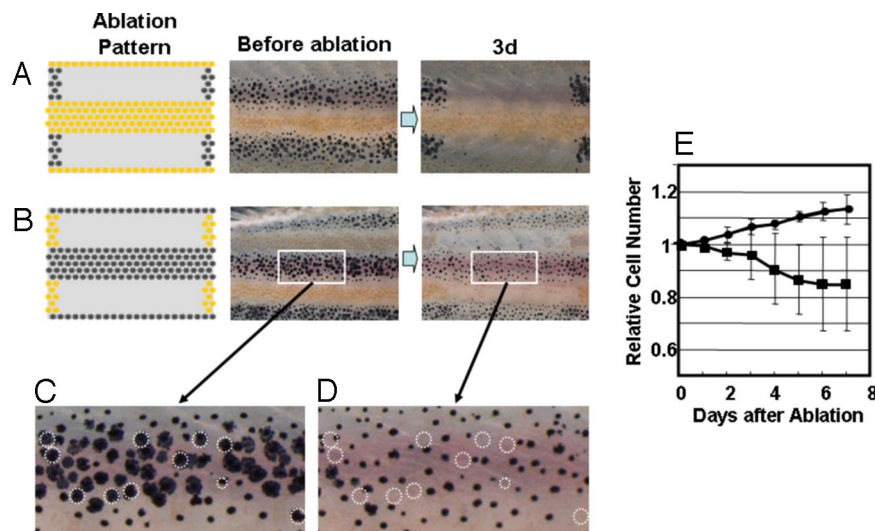 Ablation
Pattern
Before ablation
3d
A
B
C
D
E
1.2
1
0.8
0.6
0 2 4 6 8
Relative Cell Number
Days after Ablation